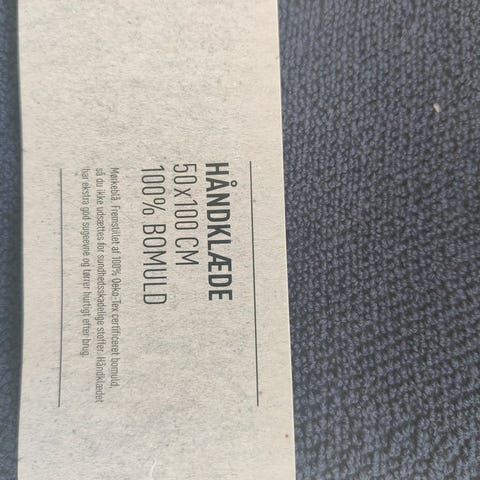 HÅNDKLÆDE
50x100 CM
100% BOMULD
Mørkeblå. Fremstillet af 100% Oeko-Tex certificeret bomuld,
så du ikke udsættes for sundhedsskadelige stoffer. Håndklædet
har ekstra god sugeevne og tørrer hurtigt efter brug.